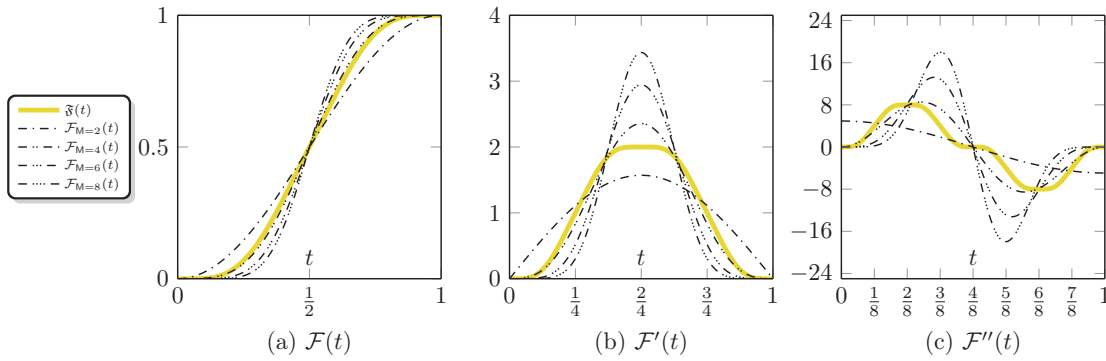 𝔉(t)
ℱ_{M=2}(t)
ℱ_{M=4}(t)
ℱ_{M=6}(t)
ℱ_{M=8}(t)
1
0.5
0
0
1/2
1
t
(a) ℱ(t)
4
3
2
1
0
0
1/4
2/4
3/4
1
t
(b) ℱ′(t)
24
16
8
0
−8
−16
−24
0
1/8
2/8
3/8
4/8
5/8
6/8
7/8
1
t
(c) ℱ″(t)